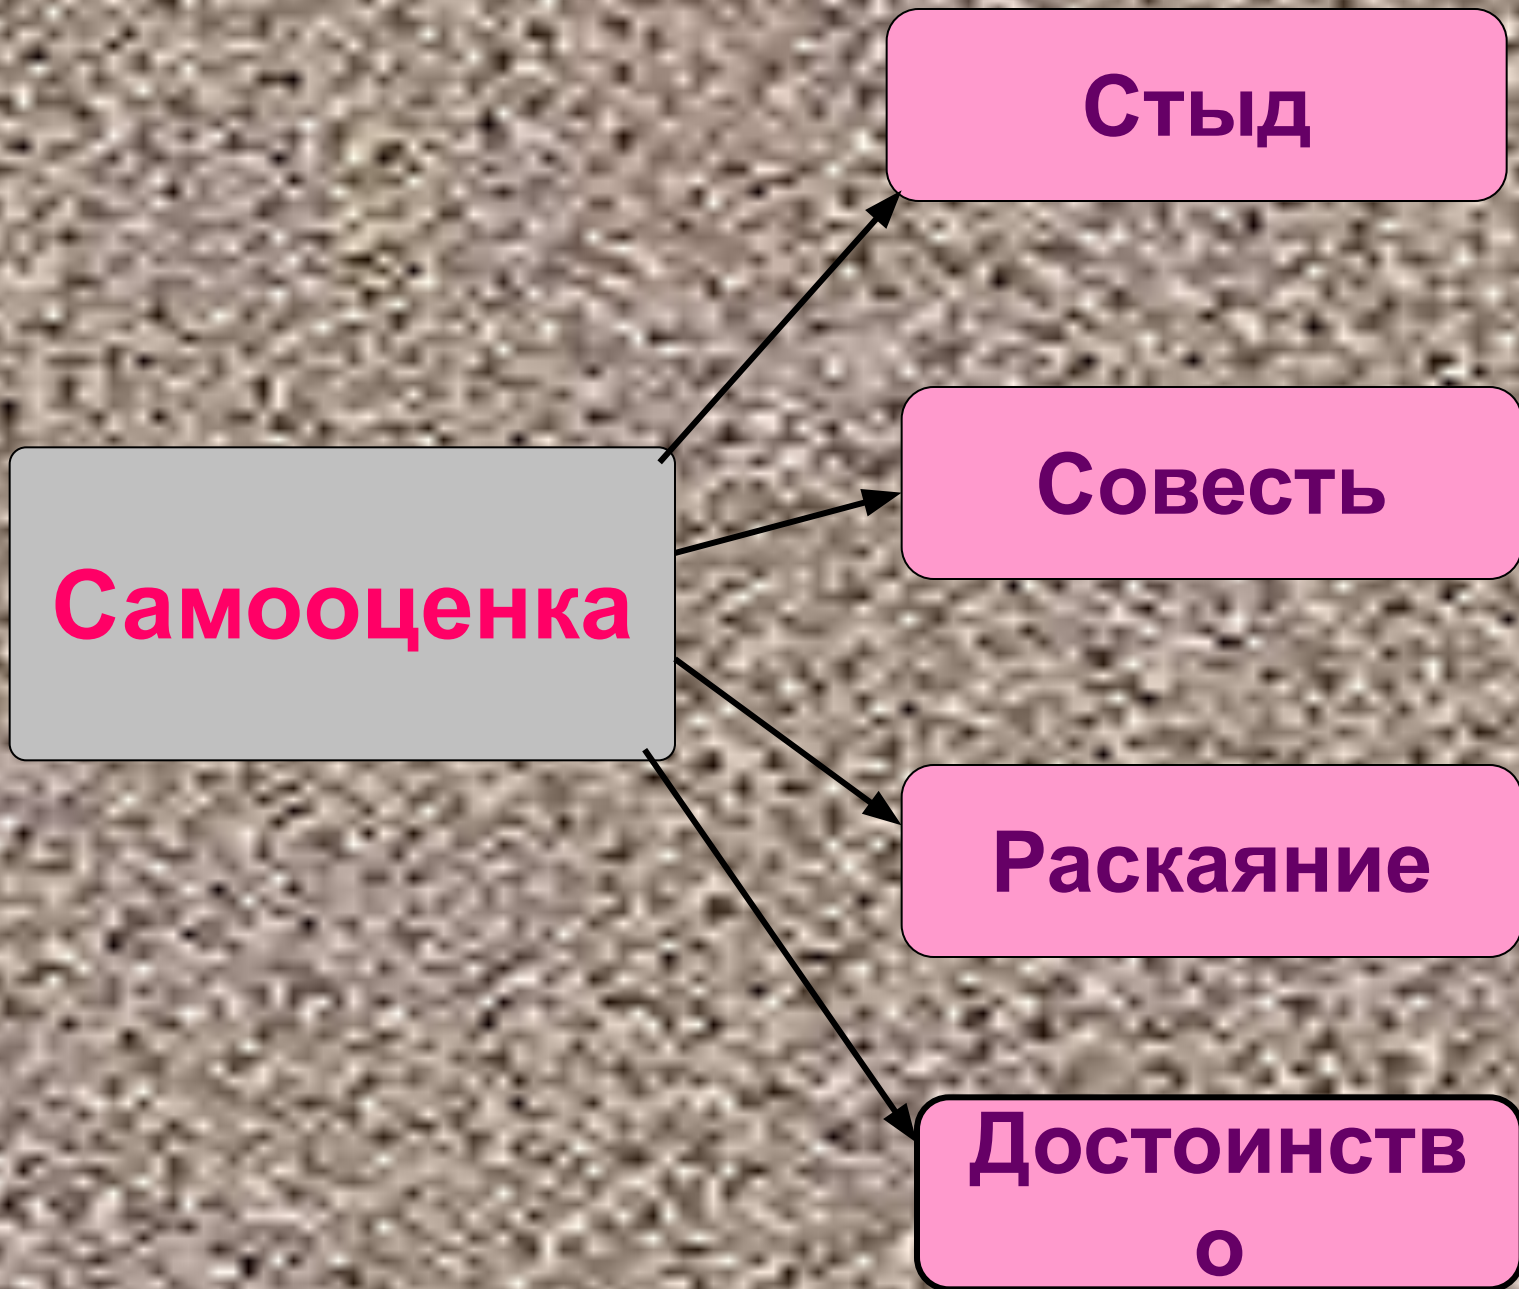 Стыд
Совесть
Самооценка
Раскаяние
Достоинств
о